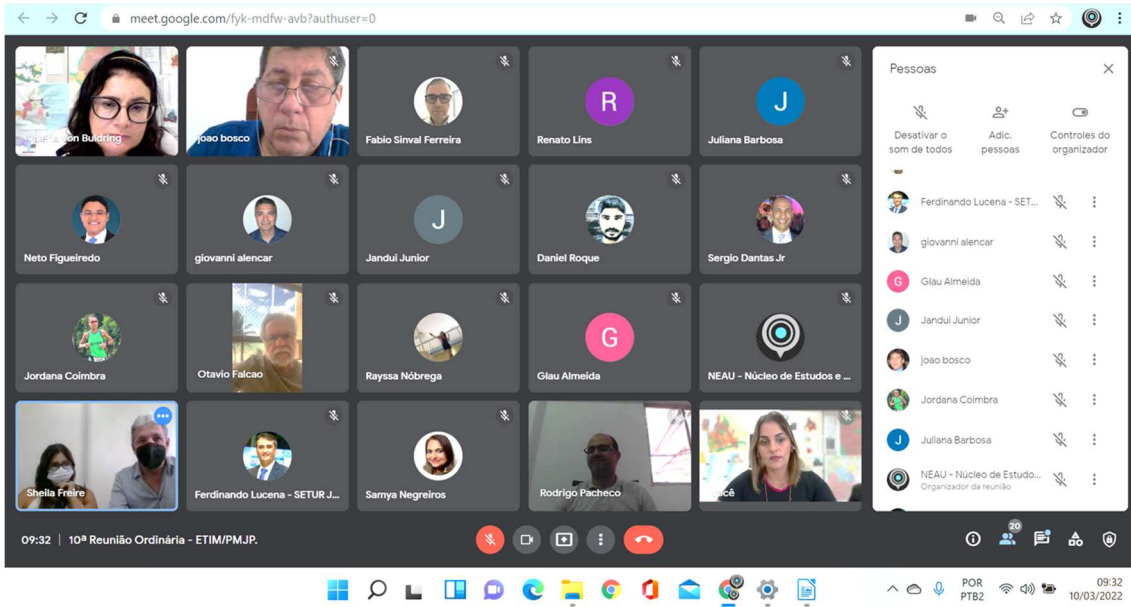 meet.google.com/fyk-mdfw-avb?authuser=0
von Buldring
joao bosco
Fabio Sinval Ferreira
R
Renato Lins
J
Juliana Barbosa
Neto Figueiredo
giovanni alencar
J
Jandui Junior
Daniel Roque
Sergio Dantas Jr
Jordana Coimbra
Otavio Falcao
Rayssa Nóbrega
G
Glau Almeida
NEAU - Núcleo de Estudos e ...
Sheila Freire
Ferdinando Lucena - SETUR J...
Samya Negreiros
Rodrigo Pacheco
Você
Pessoas
Desativar o
som de todos
Adic.
pessoas
Controles do
organizador
Ferdinando Lucena - SET...
giovanni alencar
G
Glau Almeida
J
Jandui Junior
joao bosco
Jordana Coimbra
J
Juliana Barbosa
NEAU - Núcleo de Estudo...
Organizador da reunião
09:32 | 10ª Reunião Ordinária - ETIM/PMJP.
20
POR
PTB2
09:32
10/03/2022